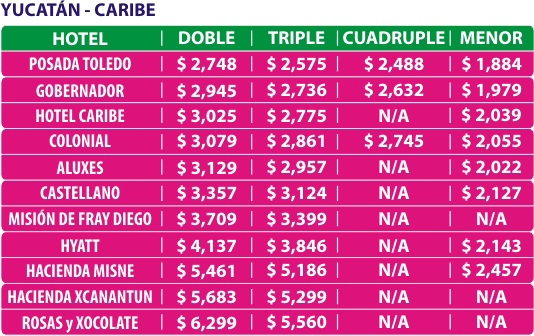 YUCATÁN - CARIBE
HOTEL | DOBLE | TRIPLE | CUADRUPLE | MENOR
POSADA TOLEDO | $ 2,748 | $ 2,575 | $ 2,488 | $ 1,884
GOBERNADOR | $ 2,945 | $ 2,736 | $ 2,632 | $ 1,979
HOTEL CARIBE | $ 3,025 | $ 2,775 | N/A | $ 2,039
COLONIAL | $ 3,079 | $ 2,861 | $ 2,745 | $ 2,055
ALUXES | $ 3,129 | $ 2,957 | N/A | $ 2,022
CASTELLANO | $ 3,357 | $ 3,124 | N/A | $ 2,127
MISIÓN DE FRAY DIEGO | $ 3,709 | $ 3,399 | N/A | N/A
HYATT | $ 4,137 | $ 3,846 | N/A | $ 2,143
HACIENDA MISNE | $ 5,461 | $ 5,186 | N/A | $ 2,457
HACIENDA XCANANTUN | $ 5,683 | $ 5,299 | N/A | N/A
ROSAS y XOCOLATE | $ 6,299 | $ 5,560 | N/A | N/A